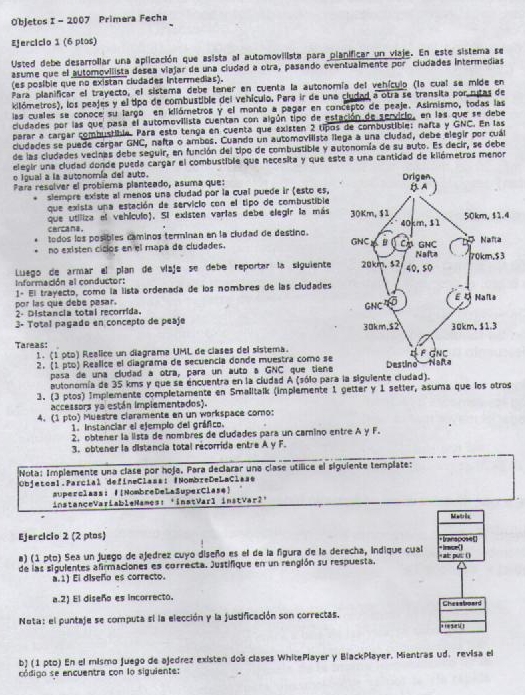 Objetos I - 2007 Primera Fecha
Ejercicio 1 (6 ptos)
Usted debe desarrollar una aplicación que asista al automovilista para planificar un viaje. En este sistema se
asume que el automovilista desea viajar de una ciudad a otra, pasando eventualmente por ciudades intermedias
(es posible que no existan ciudades intermedias).
Para planificar el trayecto, el sistema debe tener en cuenta la autonomía del vehículo (la cual se mide en
kilómetros), los peajes y el tipo de combustible del vehículo. Para ir de una ciudad a otra se transita por rutas de
las cuales se conoce su largo en kilómetros y el monto a pagar en concepto de peaje. Asimismo, todas las
ciudades por las que pasa el automovilista cuentan con algún tipo de estación de servicio, en las que se debe
parar a cargar combustible. Para esto tenga en cuenta que existen 2 tipos de combustible: nafta y GNC. En las
ciudades se puede cargar GNC, nafta o ambos. Cuando un automovilista llega a una ciudad, debe elegir por cuál
de las ciudades vecinas debe seguir, en función del tipo de combustible y autonomía de su auto. Es decir, se debe
elegir una ciudad donde pueda cargar el combustible que necesita y que este a una cantidad de kilómetros menor
o igual a la autonomía del auto.
Para resolver el problema planteado, asuma que:
• siempre existe al menos una ciudad por la cual puede ir (esto es,
que exista una estación de servicio con el tipo de combustible
que utiliza el vehículo). Si existen varias debe elegir la más
cercana.
• todos los posibles caminos terminan en la ciudad de destino.
• no existen ciclos en el mapa de ciudades.
Luego de armar el plan de viaje se debe reportar la siguiente
información al conductor:
1- El trayecto, como la lista ordenada de los nombres de las ciudades
por las que debe pasar.
2- Distancia total recorrida.
3- Total pagado en concepto de peaje
Origen
A
30Km, $1
40km, $1
50km, $1.4
GNC B
C GNC
Nafta
Nafta
20km, $2
40, $0
70km,$3
GNC D
E Nafta
30km,$2
30km, $1.3
F GNC
Destino Nafta
Tareas:
1. (1 pto) Realice un diagrama UML de clases del sistema.
2. (1 pto) Realice el diagrama de secuencia donde muestra como se
pasa de una ciudad a otra, para un auto a GNC que tiene
autonomía de 35 kms y que se encuentra en la ciudad A (sólo para la siguiente ciudad).
3. (3 ptos) Implemente completamente en Smalltalk (implemente 1 getter y 1 setter, asuma que los otros
accessors ya están implementados).
4. (1 pto) Muestre claramente en un workspace como:
1. Instanciar el ejemplo del gráfico.
2. obtener la lista de nombres de ciudades para un camino entre A y F.
3. obtener la distancia total recorrida entre A y F.
Nota: Implemente una clase por hoja. Para declarar una clase utilice el siguiente template:
Objetos1.Parcial defineClass: #NombreDeLaClase
superclass: #{NombreDeLaSuperClase}
instanceVariableNames: 'instVar1 instVar2'
Ejercicio 2 (2 ptos)
a) (1 pto) Sea un juego de ajedrez cuyo diseño es el de la figura de la derecha, indique cual
de las siguientes afirmaciones es correcta. Justifique en un renglón su respuesta.
a.1) El diseño es correcto.
a.2) El diseño es incorrecto.
Nota: el puntaje se computa si la elección y la justificación son correctas.
Matrix
+transpose()
+trace()
+at: put: ()
Chessboard
+reset()
b) (1 pto) En el mismo juego de ajedrez existen dos clases WhitePlayer y BlackPlayer. Mientras ud. revisa el
código se encuentra con lo siguiente: